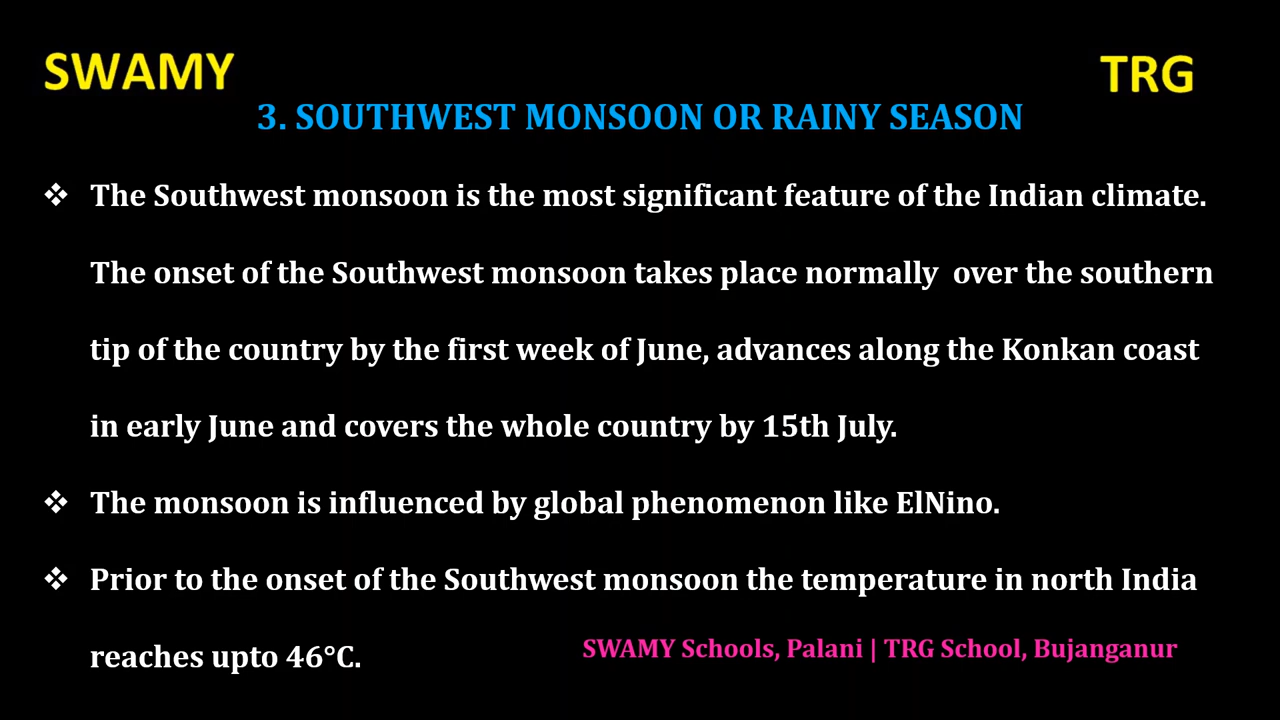 SWAMY
TRG
3. SOUTHWEST MONSOON OR RAINY SEASON
❖ The Southwest monsoon is the most significant feature of the Indian climate.
The onset of the Southwest monsoon takes place normally over the southern
tip of the country by the first week of June, advances along the Konkan coast
in early June and covers the whole country by 15th July.
❖ The monsoon is influenced by global phenomenon like ElNino.
❖ Prior to the onset of the Southwest monsoon the temperature in north India
reaches upto 46°C.
SWAMY Schools, Palani | TRG School, Bujanganur